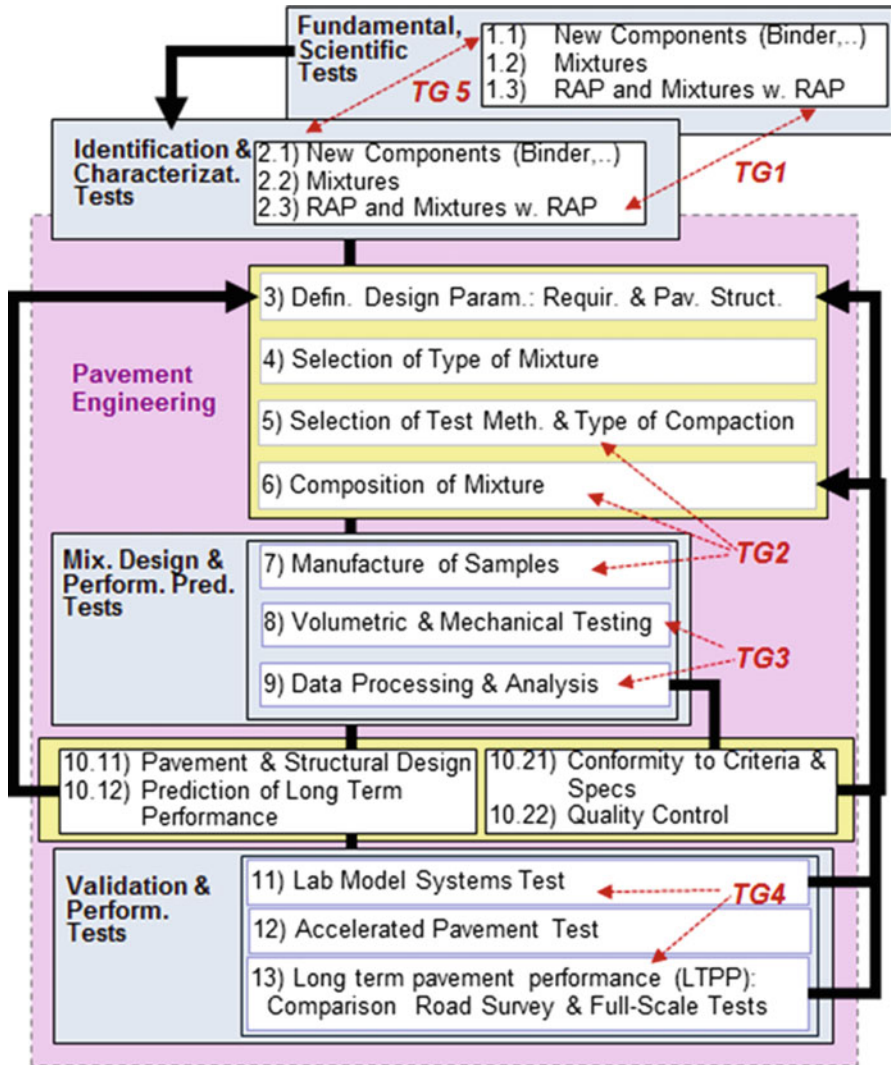 Fundamental,
Scientific
Tests
1.1) New Components (Binder,..)
1.2) Mixtures
1.3) RAP and Mixtures w. RAP
TG 5
TG1
Identification &
Characterizat.
Tests
2.1) New Components (Binder,..)
2.2) Mixtures
2.3) RAP and Mixtures w. RAP
Pavement
Engineering
3) Defin. Design Param.: Requir. & Pav. Struct.
4) Selection of Type of Mixture
5) Selection of Test Meth. & Type of Compaction
6) Composition of Mixture
TG2
Mix. Design &
Perform. Pred.
Tests
7) Manufacture of Samples
8) Volumetric & Mechanical Testing
9) Data Processing & Analysis
TG3
10.11) Pavement & Structural Design
10.12) Prediction of Long Term
Performance
10.21) Conformity to Criteria &
Specs
10.22) Quality Control
Validation &
Perform.
Tests
11) Lab Model Systems Test
12) Accelerated Pavement Test
13) Long term pavement performance (LTPP):
Comparison Road Survey & Full-Scale Tests
TG4